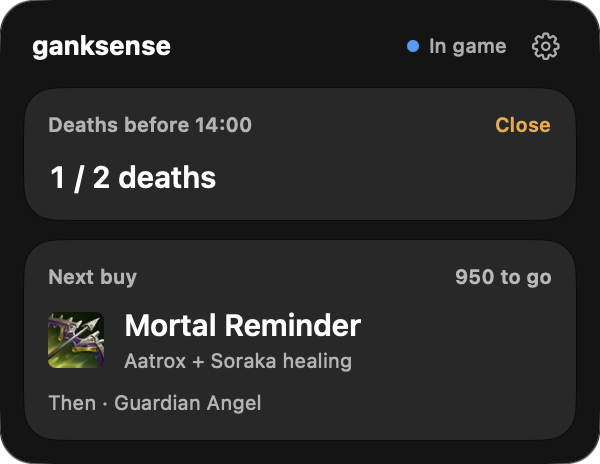 ganksense
In game
Deaths before 14:00
Close
1 / 2 deaths
Next buy
950 to go
Mortal Reminder
Aatrox + Soraka healing
Then · Guardian Angel